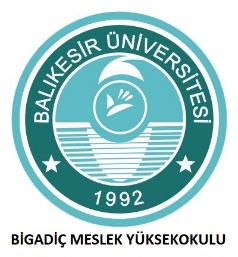 BALIKESİR ÜNİVERSİTESİ
1992
BİGADİÇ MESLEK YÜKSEKOKULU